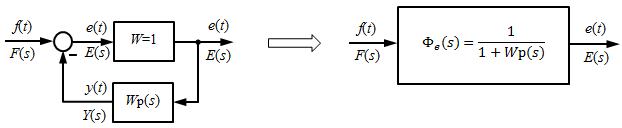 f(t) e(t) W=1 e(t) f(t) Φₑ(s) = 1 / (1 + Wp(s)) e(t)
F(s) E(s) E(s) F(s) E(s)
y(t) Wp(s)
Y(s)